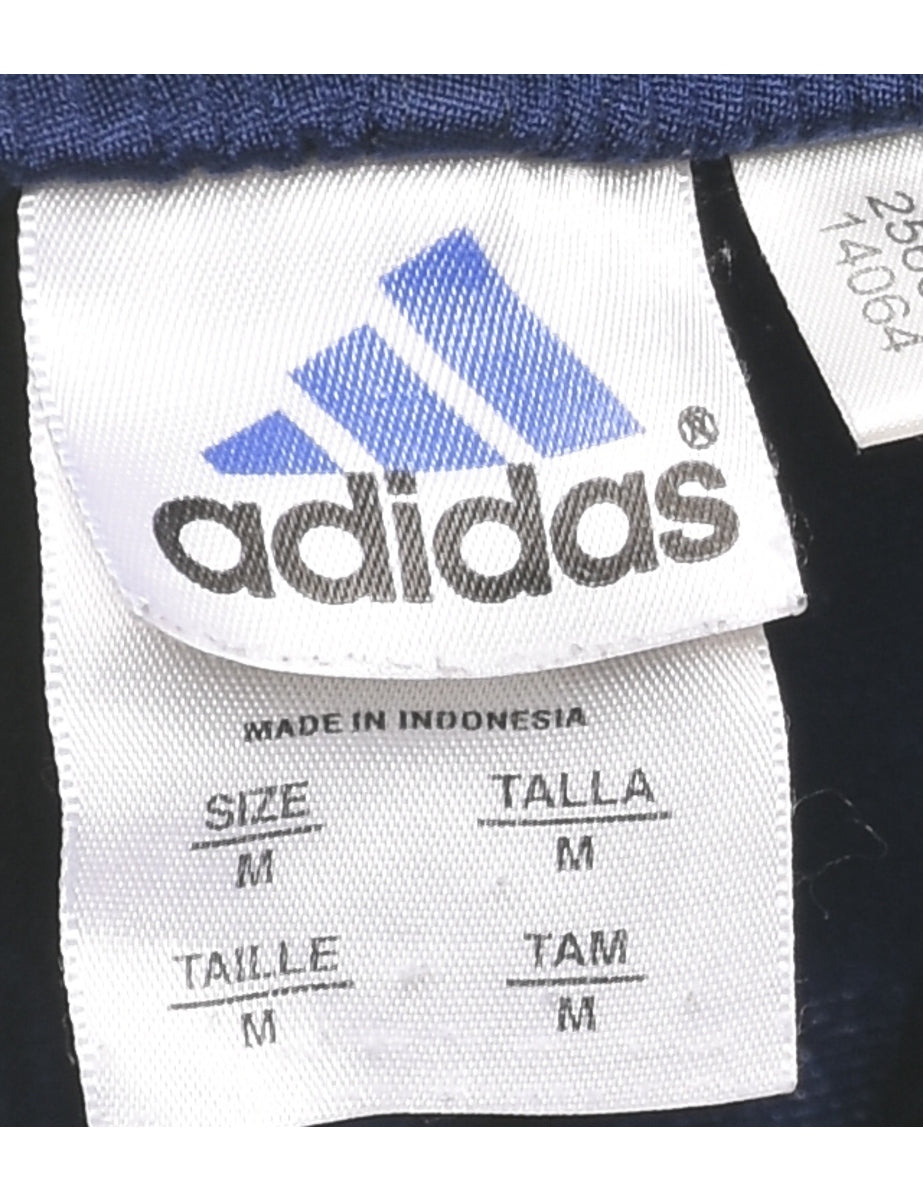 adidas®
MADE IN INDONESIA
SIZE
M
TALLA
M
TAILLE
M
TAM
M
14064